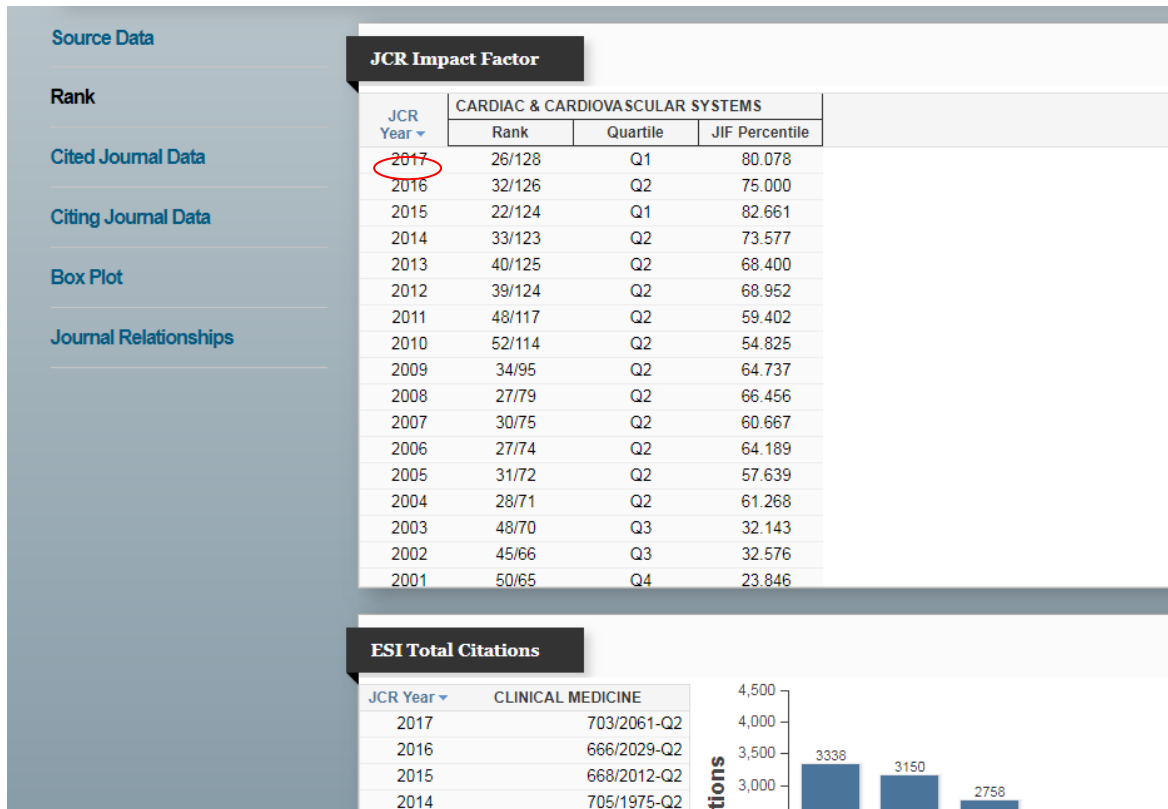 Source Data
Rank
Cited Journal Data
Citing Journal Data
Box Plot
Journal Relationships
JCR Impact Factor
JCR Year CARDIAC & CARDIOVASCULAR SYSTEMS
Rank Quartile JIF Percentile
2017 26/128 Q1 80.078
2016 32/126 Q2 75.000
2015 22/124 Q1 82.661
2014 33/123 Q2 73.577
2013 40/125 Q2 68.400
2012 39/124 Q2 68.952
2011 48/117 Q2 59.402
2010 52/114 Q2 54.825
2009 34/95 Q2 64.737
2008 27/79 Q2 66.456
2007 30/75 Q2 60.667
2006 27/74 Q2 64.189
2005 31/72 Q2 57.639
2004 28/71 Q2 61.268
2003 48/70 Q3 32.143
2002 45/66 Q3 32.576
2001 50/65 Q4 23.846
ESI Total Citations
JCR Year CLINICAL MEDICINE
2017 703/2061-Q2
2016 666/2029-Q2
2015 668/2012-Q2
2014 705/1975-Q2
4,500
4,000
3,500
3,000
3338
3150
2758